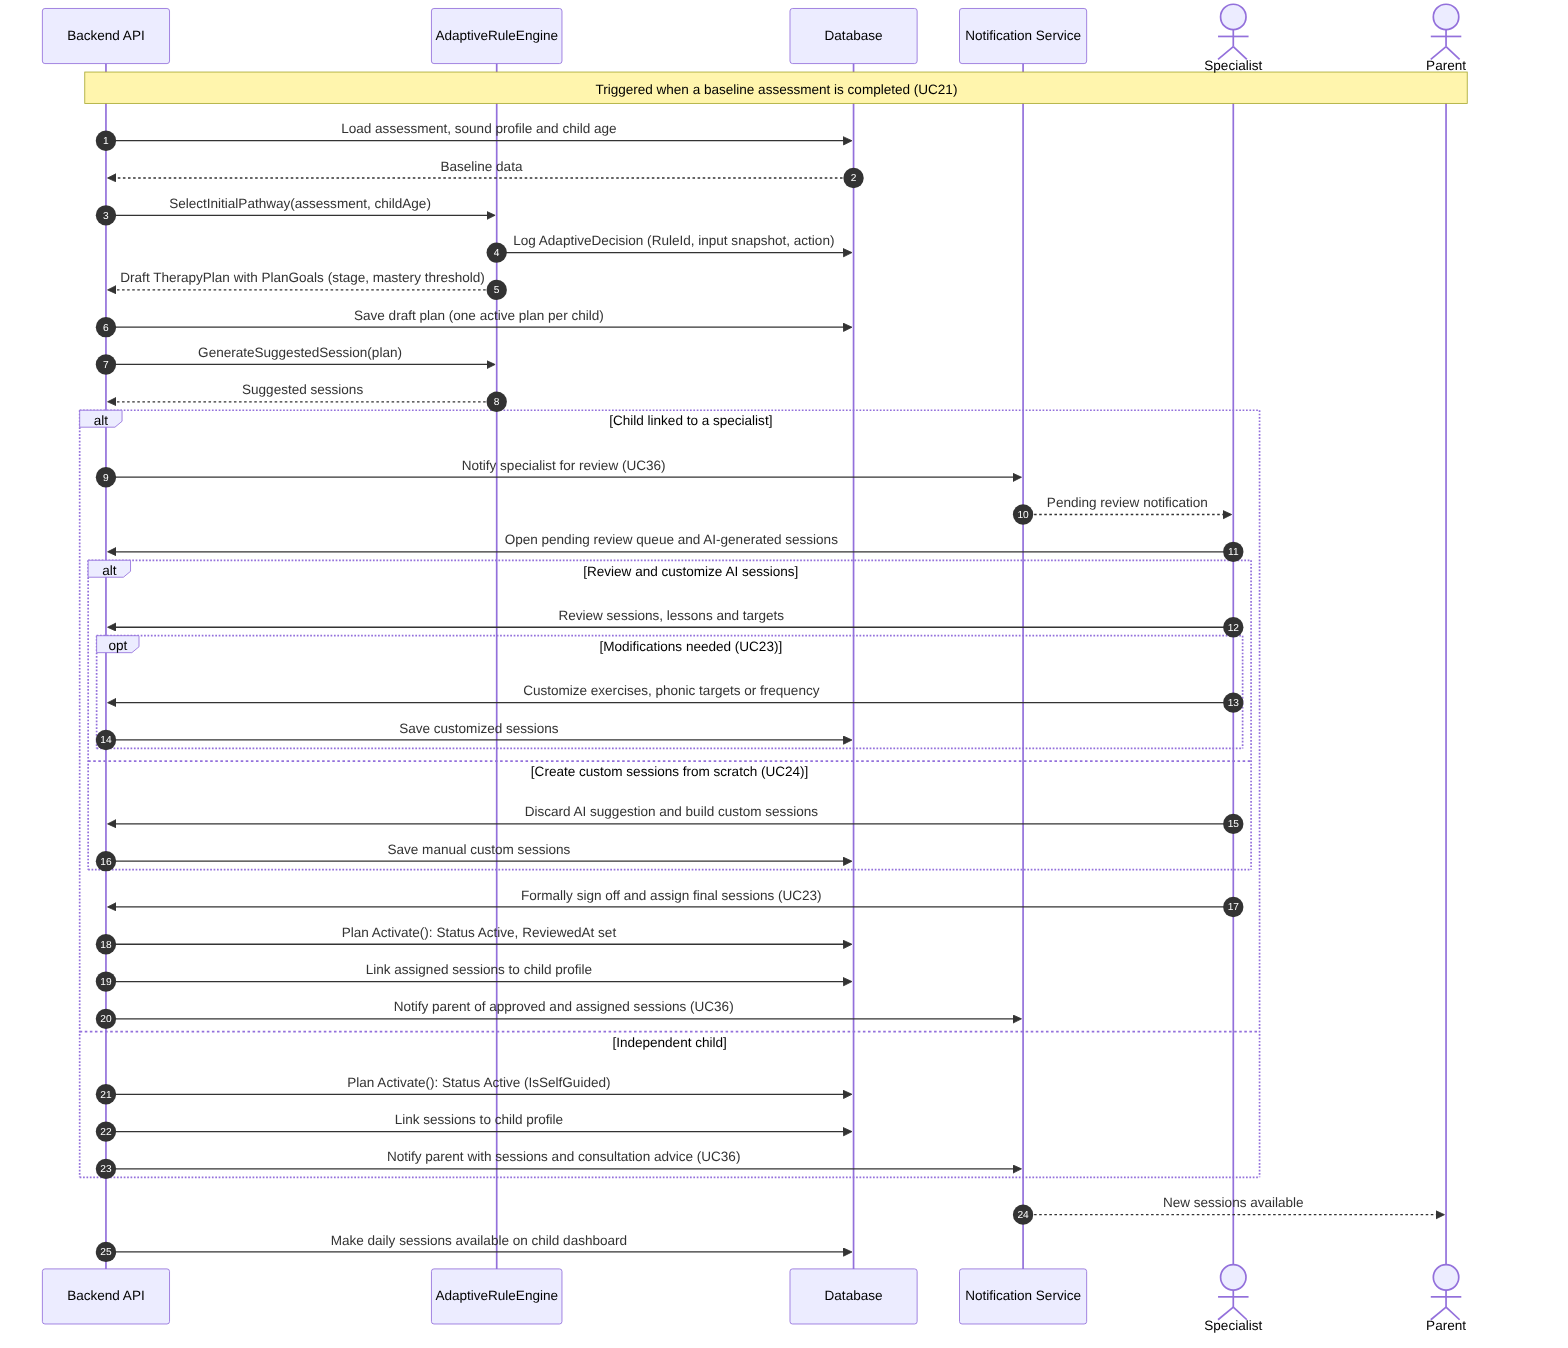 Backend API
AdaptiveRuleEngine
Database
Notification Service
Specialist
Parent
Triggered when a baseline assessment is completed (UC21)
1 Load assessment, sound profile and child age
Baseline data 2
3 SelectInitialPathway(assessment, childAge)
4 Log AdaptiveDecision (RuleId, input snapshot, action)
Draft TherapyPlan with PlanGoals (stage, mastery threshold) 5
6 Save draft plan (one active plan per child)
7 GenerateSuggestedSession(plan)
Suggested sessions 8
alt [Child linked to a specialist]
9 Notify specialist for review (UC36)
10 Pending review notification
Open pending review queue and AI-generated sessions 11
alt [Review and customize AI sessions]
Review sessions, lessons and targets 12
opt [Modifications needed (UC23)]
Customize exercises, phonic targets or frequency 13
14 Save customized sessions
[Create custom sessions from scratch (UC24)]
Discard AI suggestion and build custom sessions 15
16 Save manual custom sessions
Formally sign off and assign final sessions (UC23) 17
18 Plan Activate(): Status Active, ReviewedAt set
19 Link assigned sessions to child profile
20 Notify parent of approved and assigned sessions (UC36)
[Independent child]
21 Plan Activate(): Status Active (IsSelfGuided)
22 Link sessions to child profile
23 Notify parent with sessions and consultation advice (UC36)
24 New sessions available
25 Make daily sessions available on child dashboard
Backend API
AdaptiveRuleEngine
Database
Notification Service
Specialist
Parent